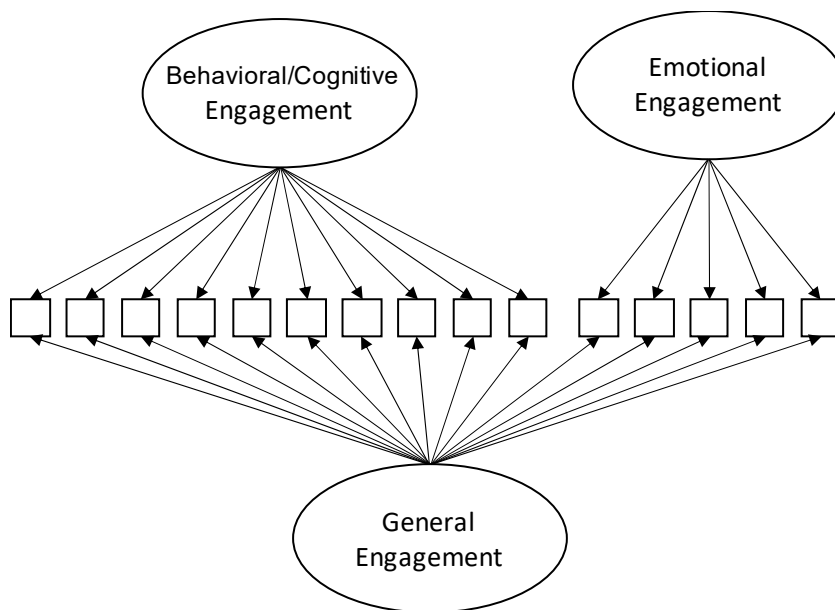 Behavioral/Cognitive
Engagement
Emotional
Engagement
General
Engagement